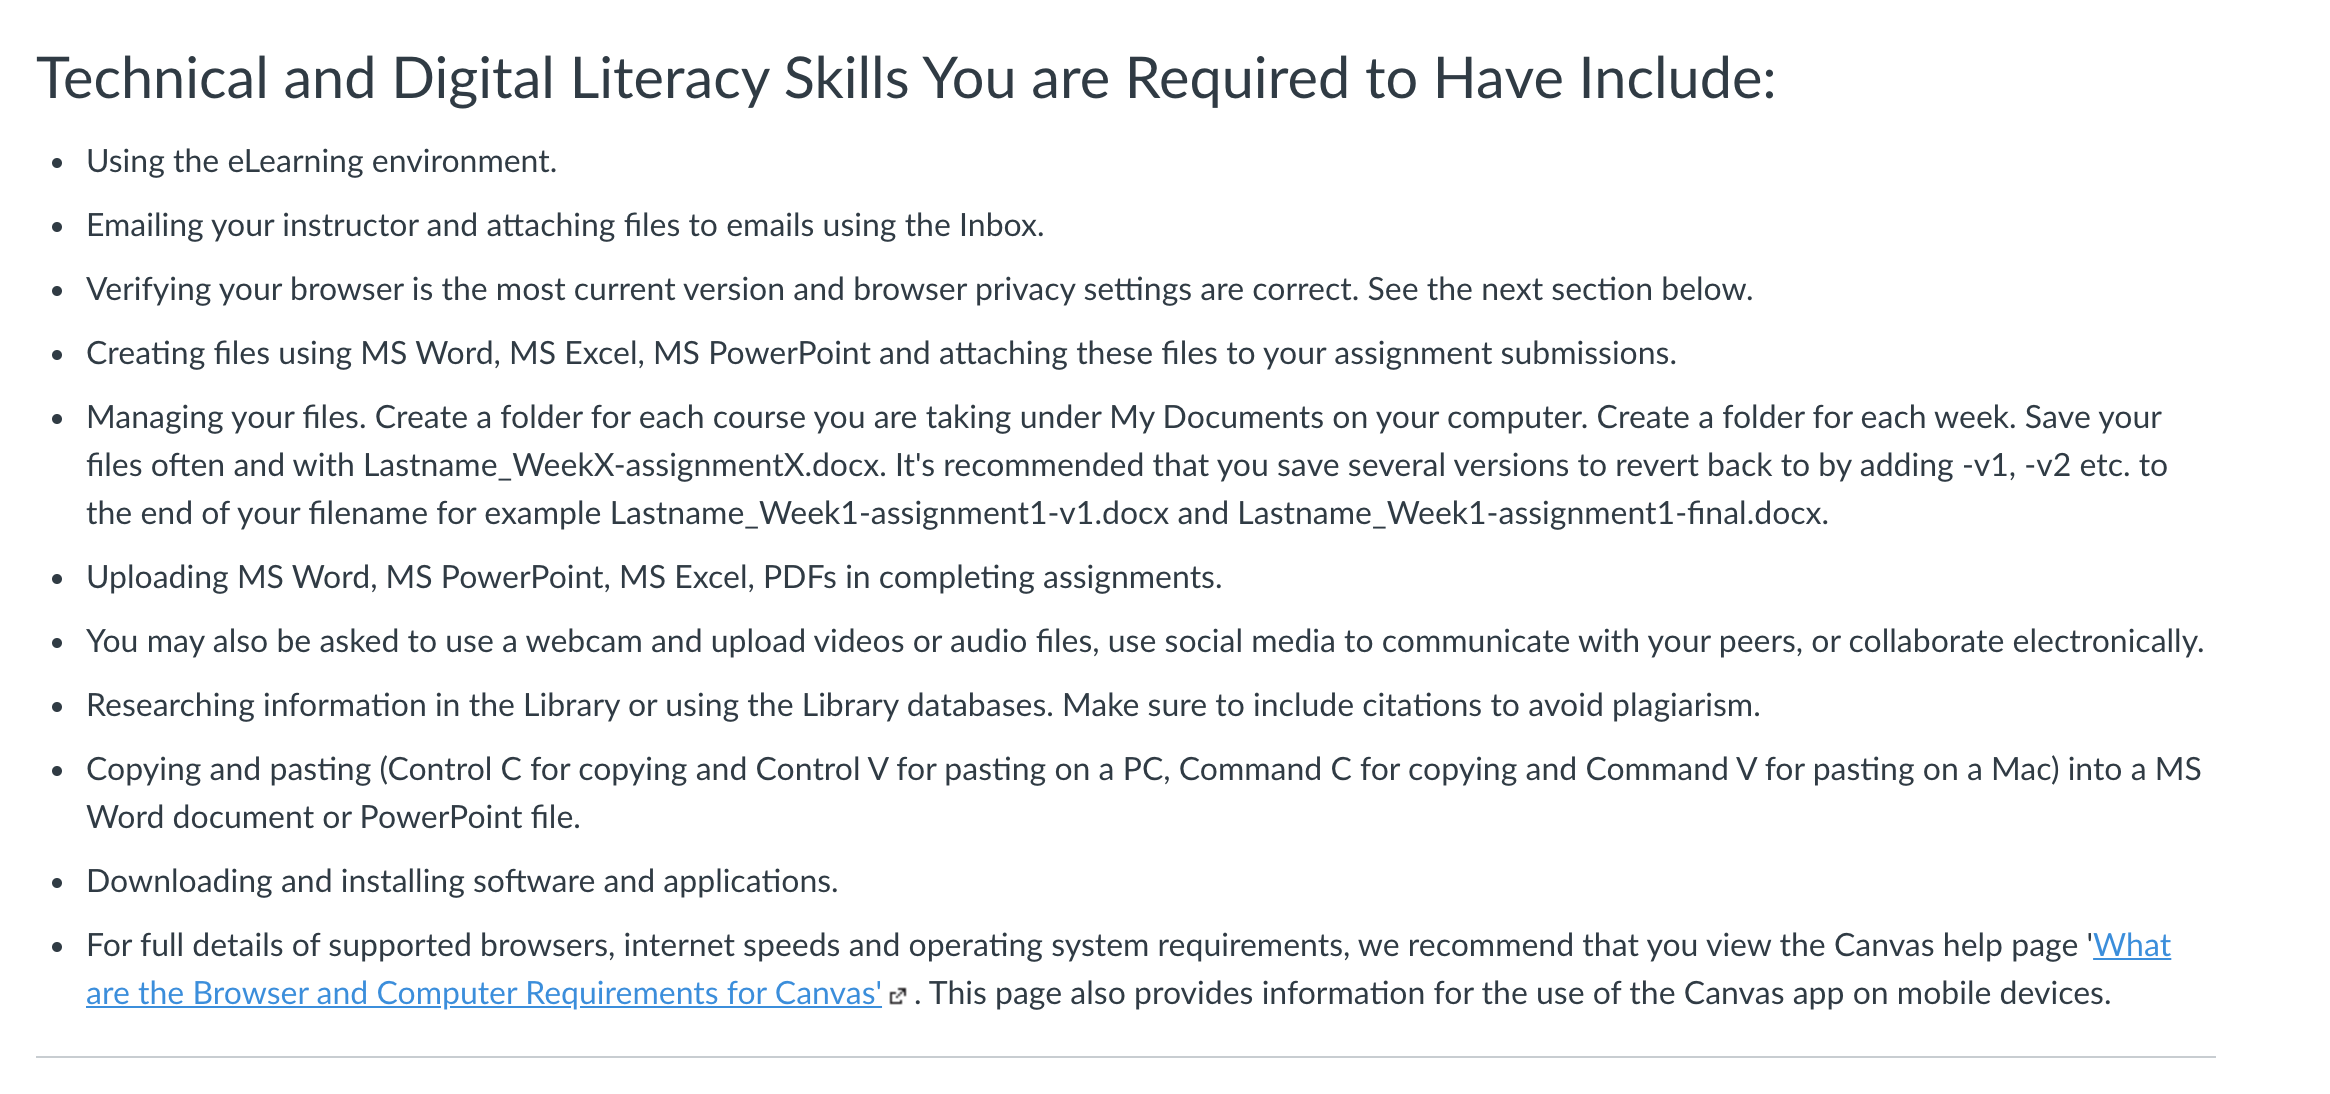 Technical and Digital Literacy Skills You are Required to Have Include:
• Using the eLearning environment.
• Emailing your instructor and attaching files to emails using the Inbox.
• Verifying your browser is the most current version and browser privacy settings are correct. See the next section below.
• Creating files using MS Word, MS Excel, MS PowerPoint and attaching these files to your assignment submissions.
• Managing your files. Create a folder for each course you are taking under My Documents on your computer. Create a folder for each week. Save your
files often and with Lastname_WeekX-assignmentX.docx. It's recommended that you save several versions to revert back to by adding -v1, -v2 etc. to
the end of your filename for example Lastname_Week1-assignment1-v1.docx and Lastname_Week1-assignment1-final.docx.
• Uploading MS Word, MS PowerPoint, MS Excel, PDFs in completing assignments.
• You may also be asked to use a webcam and upload videos or audio files, use social media to communicate with your peers, or collaborate electronically.
• Researching information in the Library or using the Library databases. Make sure to include citations to avoid plagiarism.
• Copying and pasting (Control C for copying and Control V for pasting on a PC, Command C for copying and Command V for pasting on a Mac) into a MS
Word document or PowerPoint file.
• Downloading and installing software and applications.
• For full details of supported browsers, internet speeds and operating system requirements, we recommend that you view the Canvas help page 'What
are the Browser and Computer Requirements for Canvas' . This page also provides information for the use of the Canvas app on mobile devices.